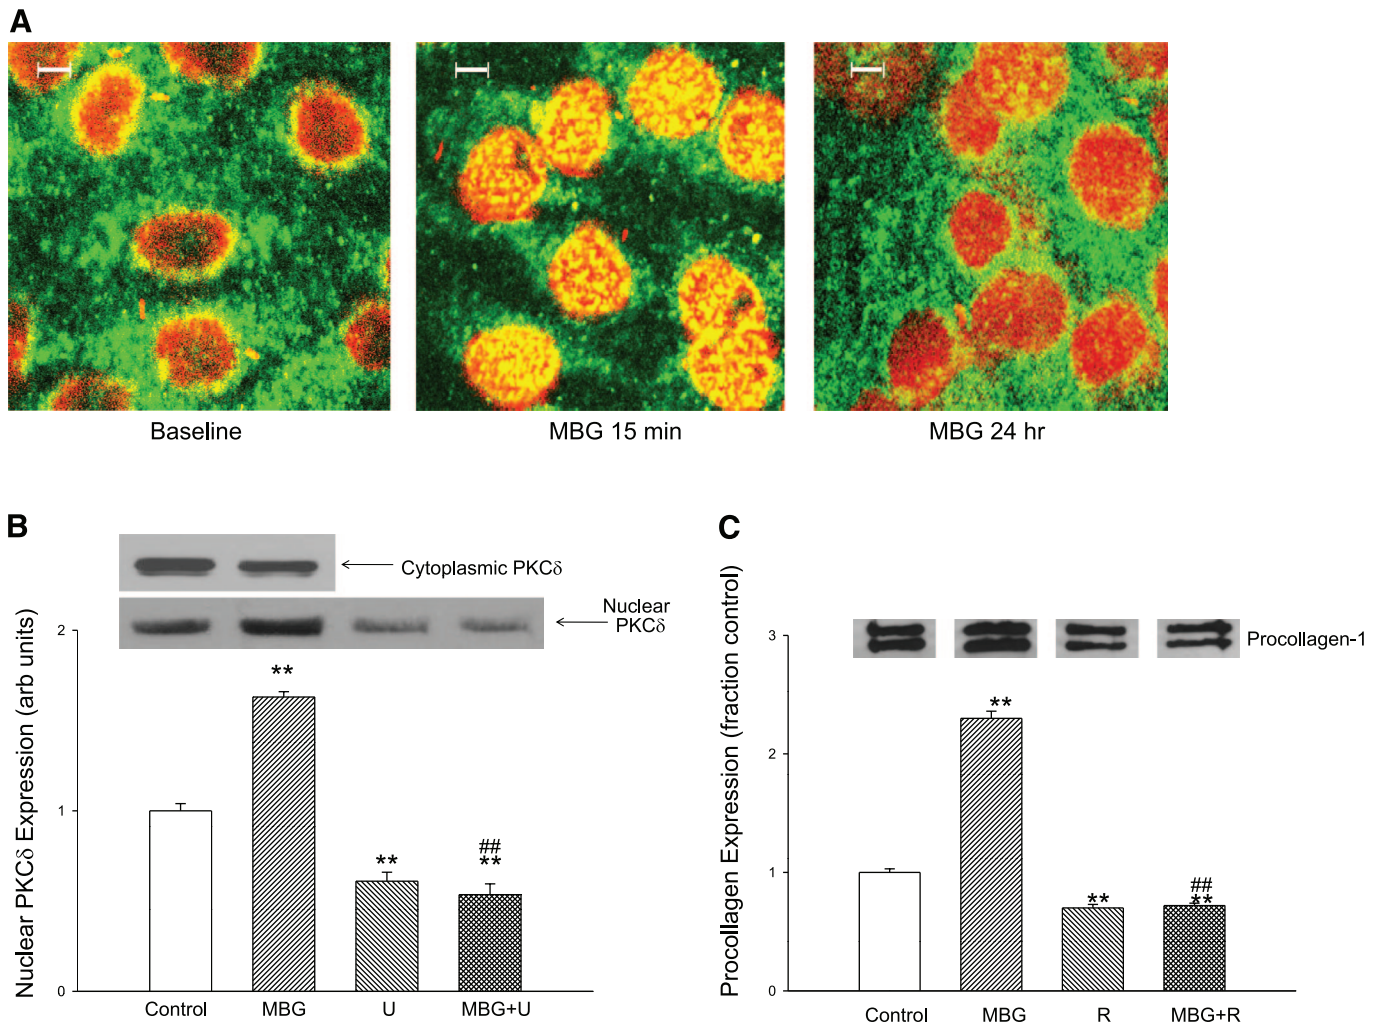 A
Baseline
MBG 15 min
MBG 24 hr
B
Cytoplasmic PKCδ
Nuclear
PKCδ
Nuclear PKCδ Expression (arb units)
2
1
0
**
**
##
**
Control
MBG
U
MBG+U
C
Procollagen-1
Procollagen Expression (fraction control)
3
2
1
0
**
**
##
**
Control
MBG
R
MBG+R